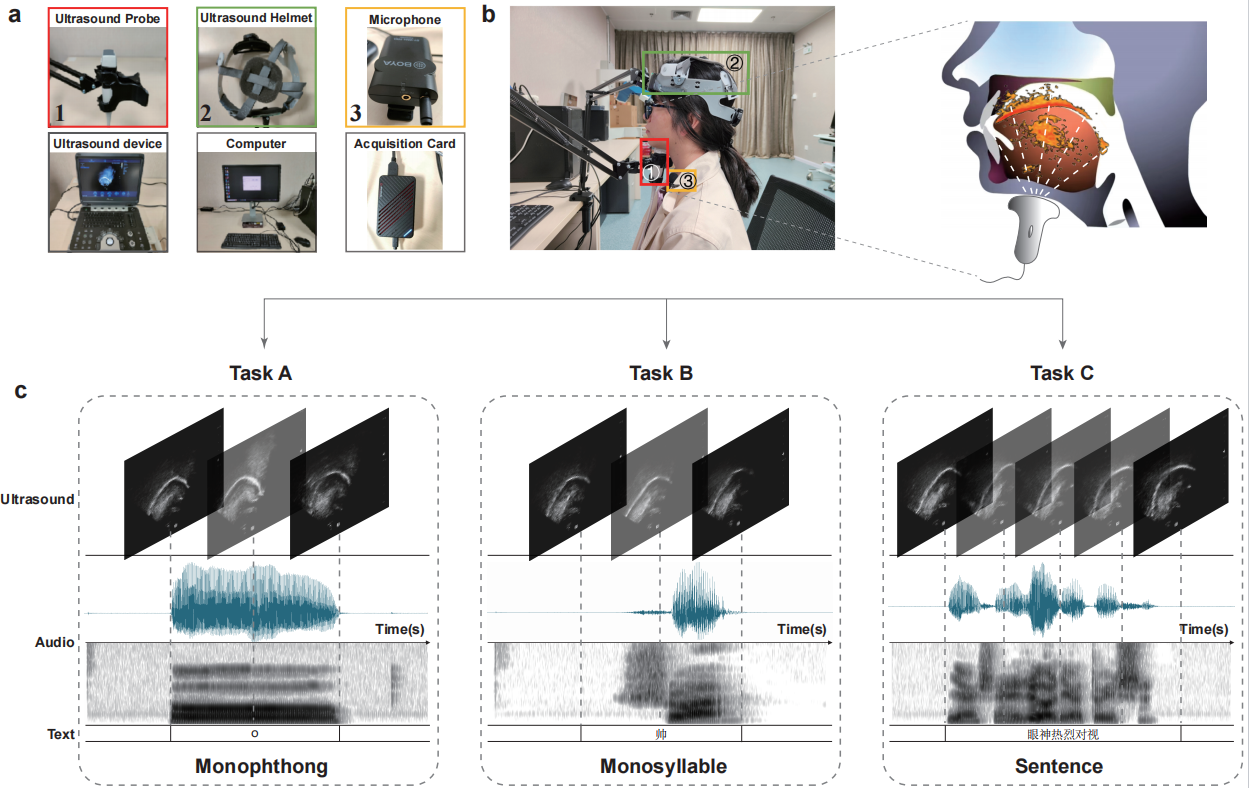 a
Ultrasound Probe
Ultrasound Helmet
Microphone
1
2
3
BOYA
Ultrasound device
Computer
Acquisition Card
b
②
①
③
Task A
Task B
Task C
c
Ultrasound
Time(s)
Time(s)
Time(s)
Audio
Text
o
帅
眼神热烈对视
Monophthong
Monosyllable
Sentence